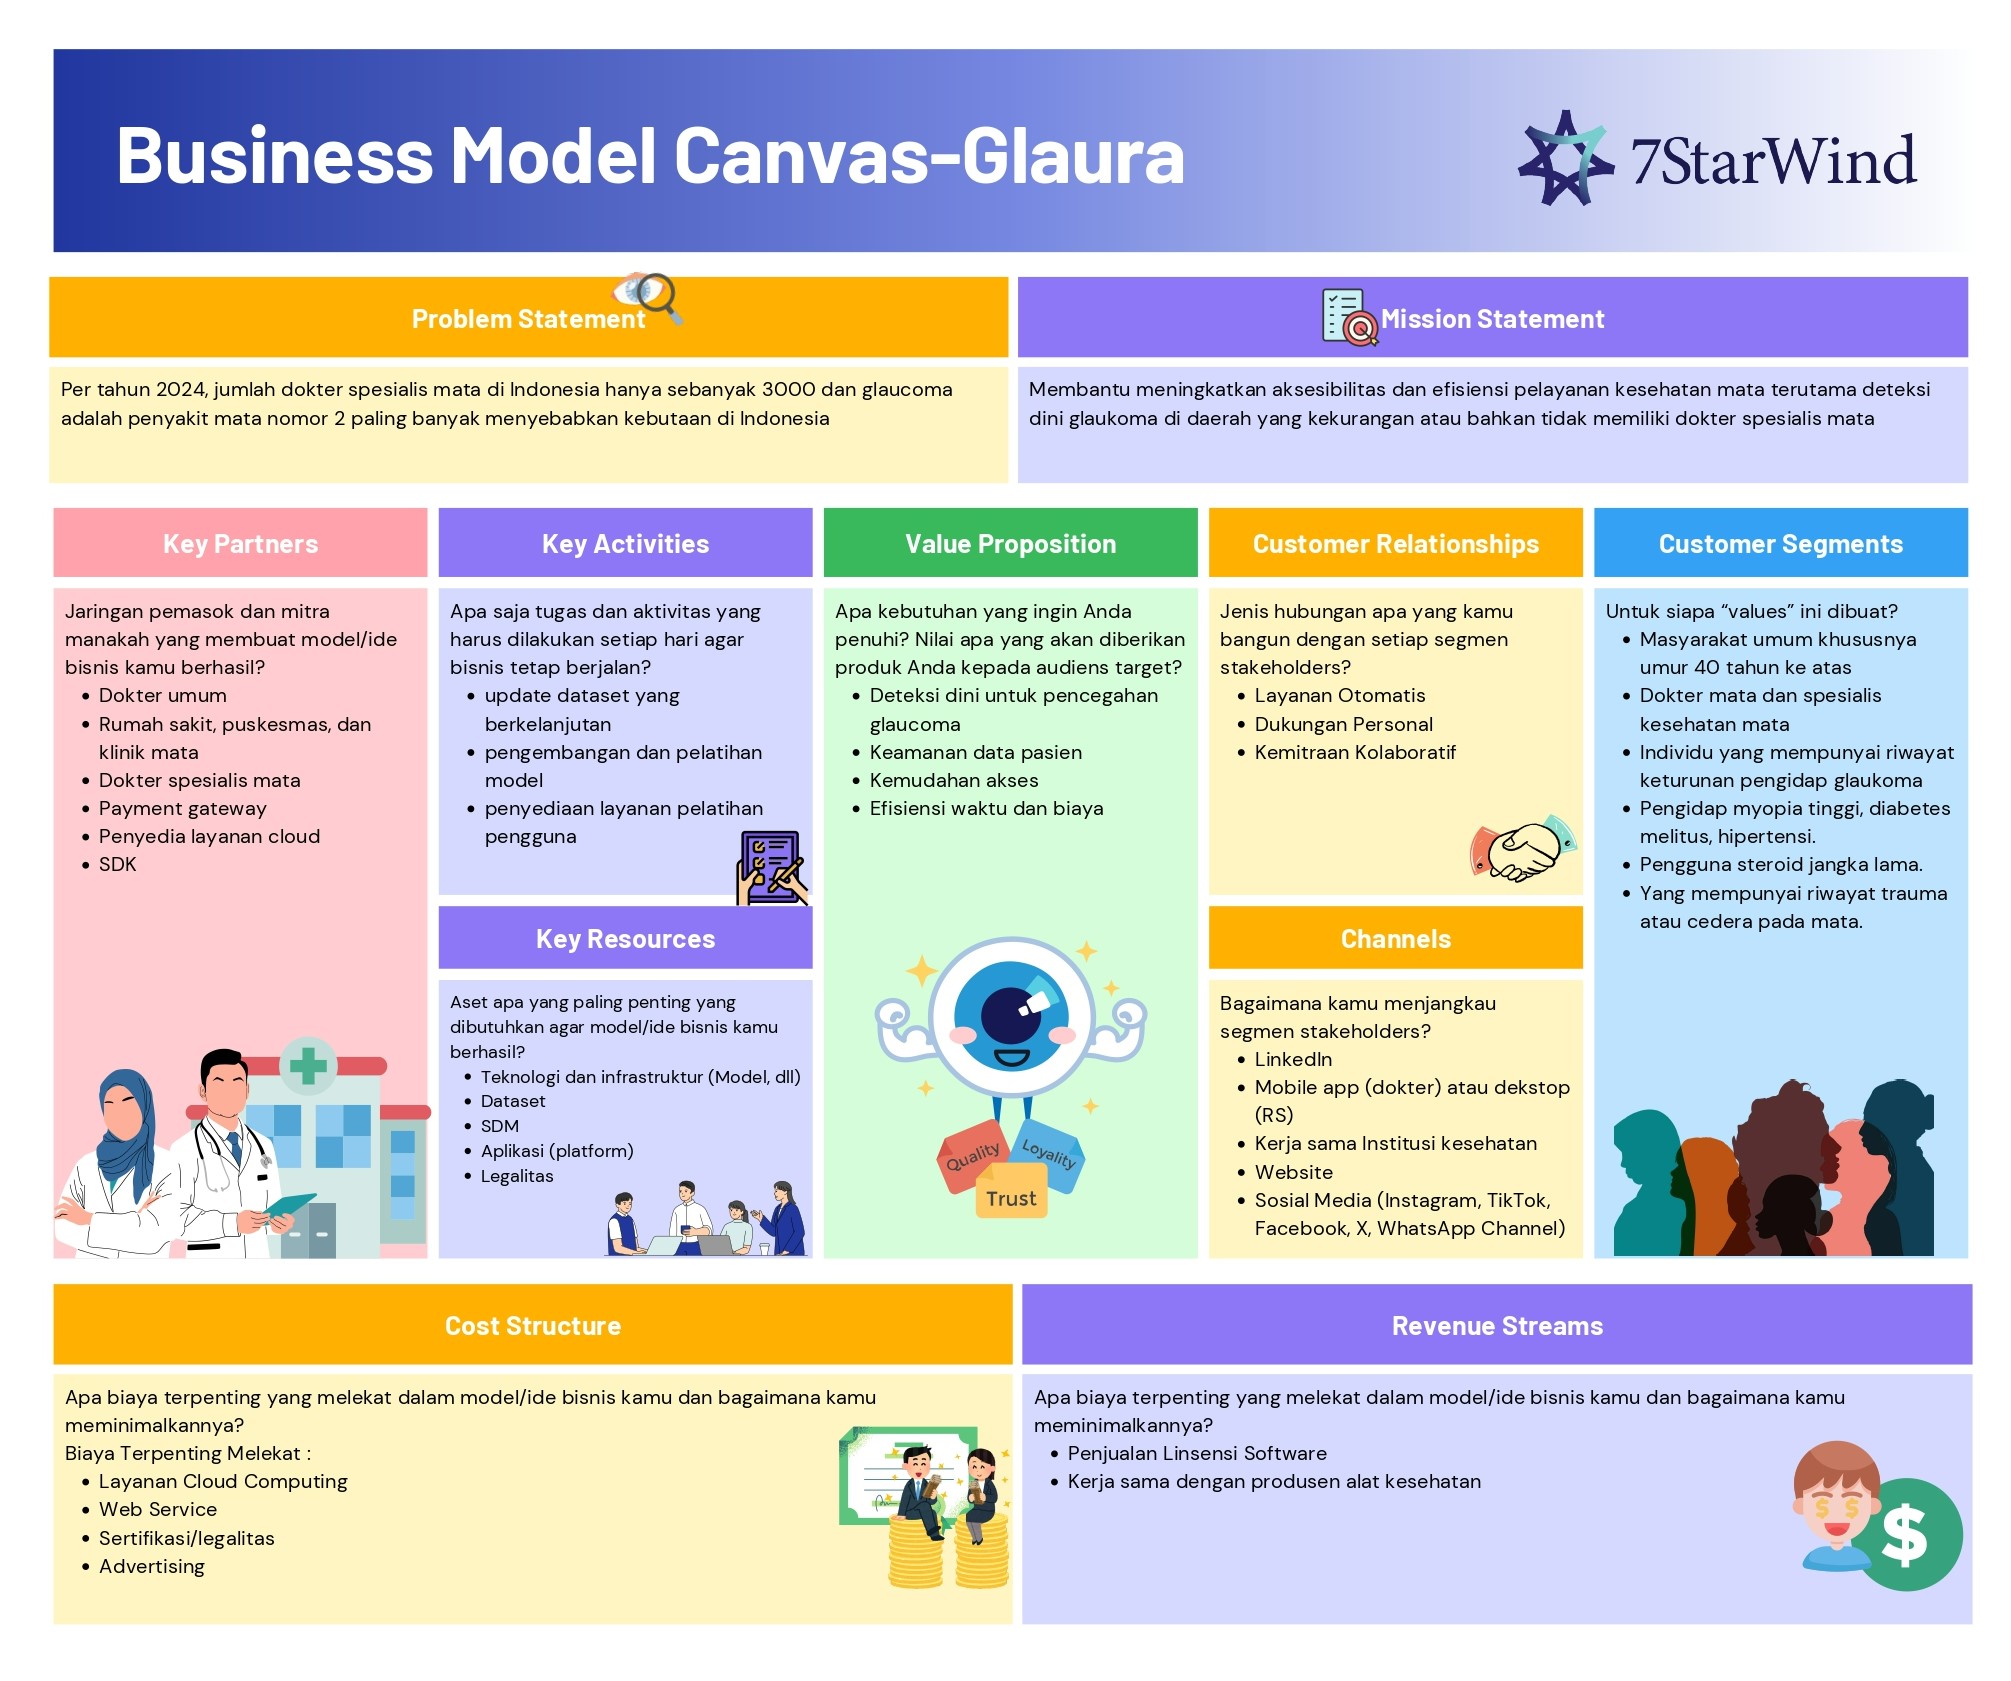 Business Model Canvas-Glaura
7StarWind
Problem Statement
Mission Statement
Per tahun 2024, jumlah dokter spesialis mata di Indonesia hanya sebanyak 3000 dan glaucoma
adalah penyakit mata nomor 2 paling banyak menyebabkan kebutaan di Indonesia
Membantu meningkatkan aksesibilitas dan efisiensi pelayanan kesehatan mata terutama deteksi
dini glaukoma di daerah yang kekurangan atau bahkan tidak memiliki dokter spesialis mata
Key Partners
Jaringan pemasok dan mitra
manakah yang membuat model/ide
bisnis kamu berhasil?
• Dokter umum
• Rumah sakit, puskesmas, dan
klinik mata
• Dokter spesialis mata
• Payment gateway
• Penyedia layanan cloud
• SDK
Key Activities
Apa saja tugas dan aktivitas yang
harus dilakukan setiap hari agar
bisnis tetap berjalan?
• update dataset yang
berkelanjutan
• pengembangan dan pelatihan
model
• penyediaan layanan pelatihan
pengguna
Key Resources
Aset apa yang paling penting yang
dibutuhkan agar model/ide bisnis kamu
berhasil?
• Teknologi dan infrastruktur (Model, dll)
• Dataset
• SDM
• Aplikasi (platform)
• Legalitas
Value Proposition
Apa kebutuhan yang ingin Anda
penuhi? Nilai apa yang akan diberikan
produk Anda kepada audiens target?
• Deteksi dini untuk pencegahan
glaucoma
• Keamanan data pasien
• Kemudahan akses
• Efisiensi waktu dan biaya
Quality
Loyality
Trust
Customer Relationships
Jenis hubungan apa yang kamu
bangun dengan setiap segmen
stakeholders?
• Layanan Otomatis
• Dukungan Personal
• Kemitraan Kolaboratif
Channels
Bagaimana kamu menjangkau
segmen stakeholders?
• LinkedIn
• Mobile app (dokter) atau dekstop
(RS)
• Kerja sama Institusi kesehatan
• Website
• Sosial Media (Instagram, TikTok,
Facebook, X, WhatsApp Channel)
Customer Segments
Untuk siapa “values” ini dibuat?
• Masyarakat umum khususnya
umur 40 tahun ke atas
• Dokter mata dan spesialis
kesehatan mata
• Individu yang mempunyai riwayat
keturunan pengidap glaukoma
• Pengidap myopia tinggi, diabetes
melitus, hipertensi.
• Pengguna steroid jangka lama.
• Yang mempunyai riwayat trauma
atau cedera pada mata.
Cost Structure
Apa biaya terpenting yang melekat dalam model/ide bisnis kamu dan bagaimana kamu
meminimalkannya?
Biaya Terpenting Melekat :
• Layanan Cloud Computing
• Web Service
• Sertifikasi/legalitas
• Advertising
Revenue Streams
Apa biaya terpenting yang melekat dalam model/ide bisnis kamu dan bagaimana kamu
meminimalkannya?
• Penjualan Linsensi Software
• Kerja sama dengan produsen alat kesehatan
$